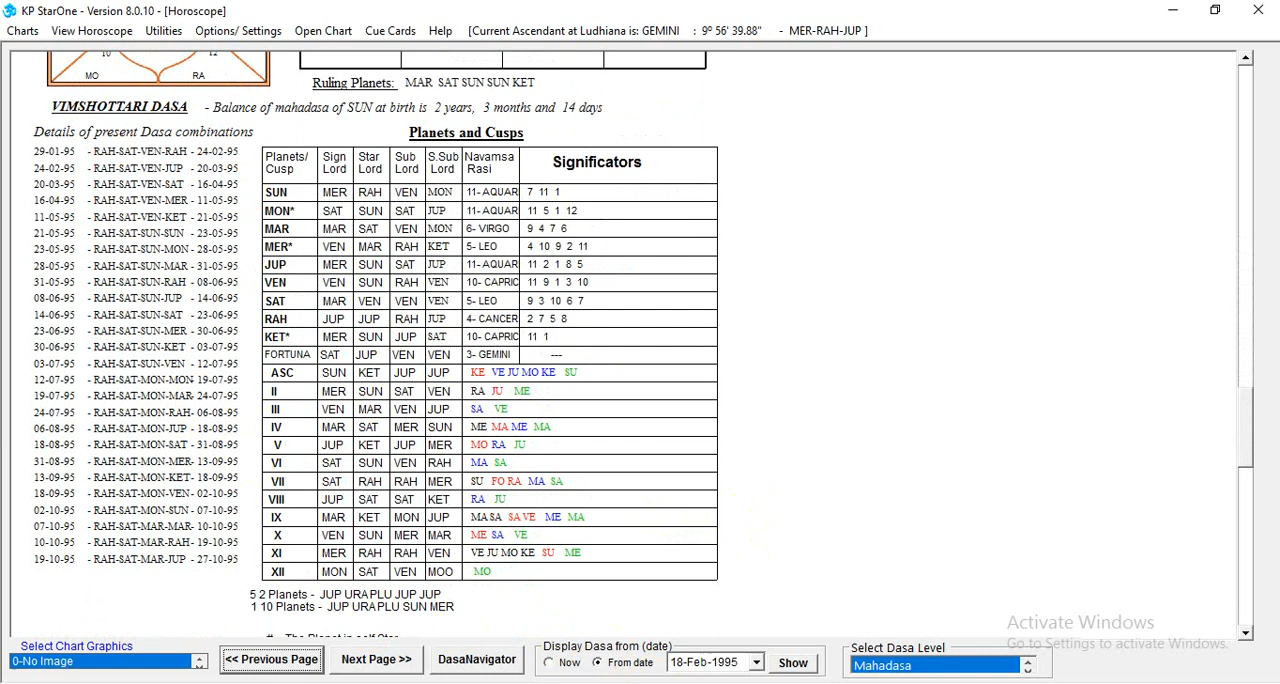 KP StarOne - Version 8.0.10 - [Horoscope]
Charts View Horoscope Utilities Options/ Settings Open Chart Cue Cards Help [Current Ascendant at Ludhiana is: GEMINI : 9º 56' 39.88" - MER-RAH-JUP ]
10 12
MO RA
Ruling Planets: MAR SAT SUN SUN KET
VIMSHOTTARI DASA - Balance of mahadasa of SUN at birth is 2 years, 3 months and 14 days
Details of present Dasa combinations
29-01-95 - RAH-SAT-VEN-RAH - 24-02-95
24-02-95 - RAH-SAT-VEN-JUP - 20-03-95
20-03-95 - RAH-SAT-VEN-SAT - 16-04-95
16-04-95 - RAH-SAT-VEN-MER - 11-05-95
11-05-95 - RAH-SAT-VEN-KET - 21-05-95
21-05-95 - RAH-SAT-SUN-SUN - 23-05-95
23-05-95 - RAH-SAT-SUN-MON - 28-05-95
28-05-95 - RAH-SAT-SUN-MAR - 31-05-95
31-05-95 - RAH-SAT-SUN-RAH - 08-06-95
08-06-95 - RAH-SAT-SUN-JUP - 14-06-95
14-06-95 - RAH-SAT-SUN-SAT - 23-06-95
23-06-95 - RAH-SAT-SUN-MER - 30-06-95
30-06-95 - RAH-SAT-SUN-KET - 03-07-95
03-07-95 - RAH-SAT-SUN-VEN - 12-07-95
12-07-95 - RAH-SAT-MON-MON- 19-07-95
19-07-95 - RAH-SAT-MON-MAR- 24-07-95
24-07-95 - RAH-SAT-MON-RAH- 06-08-95
06-08-95 - RAH-SAT-MON-JUP - 18-08-95
18-08-95 - RAH-SAT-MON-SAT - 31-08-95
31-08-95 - RAH-SAT-MON-MER- 13-09-95
13-09-95 - RAH-SAT-MON-KET- 18-09-95
18-09-95 - RAH-SAT-MON-VEN- 02-10-95
02-10-95 - RAH-SAT-MON-SUN - 07-10-95
07-10-95 - RAH-SAT-MAR-MAR- 10-10-95
10-10-95 - RAH-SAT-MAR-RAH- 19-10-95
19-10-95 - RAH-SAT-MAR-JUP - 27-10-95
Planets and Cusps
Planets/ Cusp Sign Lord Star Lord Sub Lord S.Sub Lord Navamsa Rasi Significators
SUN MER RAH VEN MON 11- AQUAR 7 11 1
MON* SAT SUN SAT JUP 11- AQUAR 11 5 1 12
MAR MAR SAT VEN MON 6- VIRGO 9 4 7 6
MER* VEN MAR RAH KET 5- LEO 4 10 9 2 11
JUP MER SUN SAT JUP 11- AQUAR 11 2 1 8 5
VEN VEN SUN RAH VEN 10- CAPRIC 11 9 1 3 10
SAT MAR VEN VEN VEN 5- LEO 9 3 10 6 7
RAH JUP JUP RAH JUP 4- CANCER 2 7 5 8
KET* MER SUN JUP SAT 10- CAPRIC 11 1
FORTUNA SAT JUP VEN VEN 3- GEMINI ---
ASC SUN KET JUP JUP KE VE JU MO KE SU
II MER SUN SAT VEN RA JU ME
III VEN MAR VEN JUP SA VE
IV MAR SAT MER SUN ME MA ME MA
V JUP KET JUP MER MO RA JU
VI SAT SUN VEN RAH MA SA
VII SAT RAH RAH MER SU FO RA MA SA
VIII JUP SAT SAT KET RA JU
IX MAR KET MON JUP MA SA SA VE ME MA
X VEN SUN MER MAR ME SA VE
XI MER RAH RAH VEN VE JU MO KE SU ME
XII MON SAT VEN MOO MO
5 2 Planets - JUP URA PLU JUP JUP
1 10 Planets - JUP URA PLU SUN MER
Activate Windows
Go to Settings to activate Windows.
Select Chart Graphics
0-No Image
<< Previous Page
Next Page >>
DasaNavigator
Display Dasa from (date)
Now From date 18-Feb-1995 Show
Select Dasa Level
Mahadasa